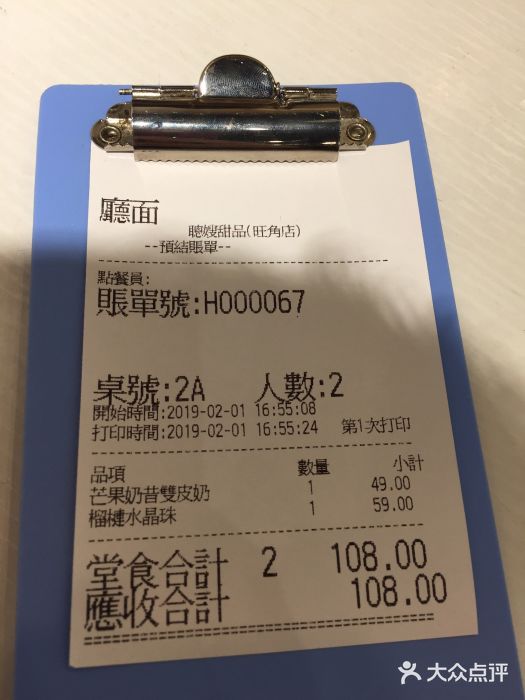 廳面
聰嫂甜品(旺角店)
--預結賬單--
點餐員:
賬單號:H000067
桌號:2A 人數:2
開始時間:2019-02-01 16:55:08
打印時間:2019-02-01 16:55:24 第1次打印
品項 數量 小計
芒果奶昔雙皮奶 1 49.00
榴槤水晶珠 1 59.00
堂食合計 2 108.00
應收合計 108.00
大众点评